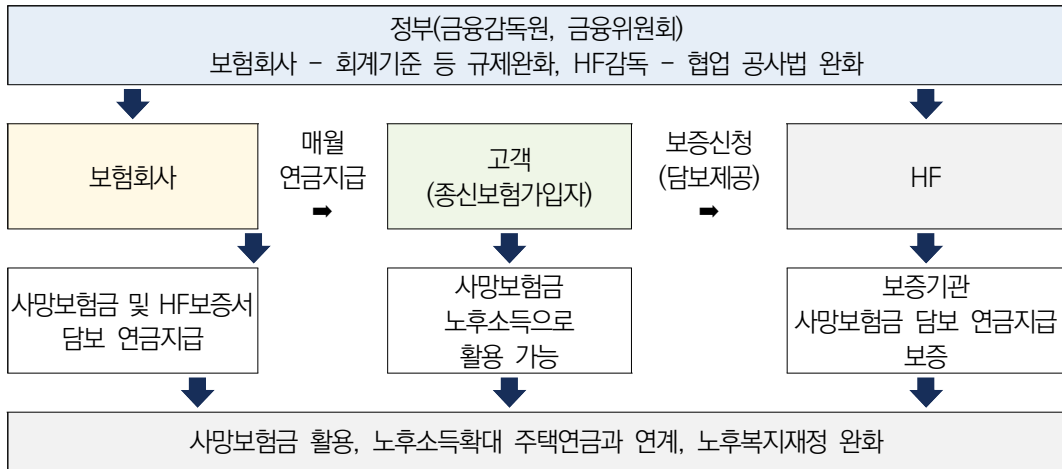 정부(금융감독원, 금융위원회)
보험회사 - 회계기준 등 규제완화, HF감독 - 협업 공사법 완화
보험회사
매월
연금지급
➡
고객
(종신보험가입자)
보증신청
(담보제공)
➡
HF
사망보험금 및 HF보증서
담보 연금지급
사망보험금
노후소득으로
활용 가능
보증기관
사망보험금 담보 연금지급
보증
사망보험금 활용, 노후소득확대 주택연금과 연계, 노후복지재정 완화